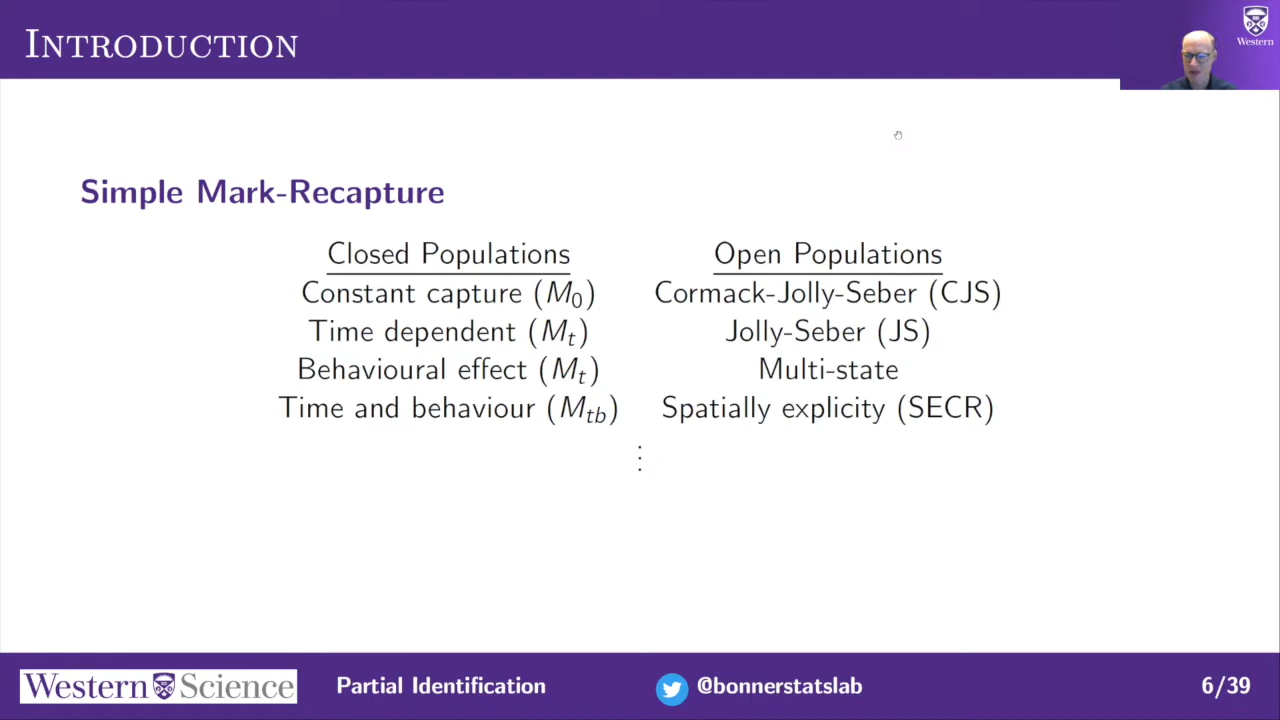 INTRODUCTION
Western
Simple Mark-Recapture
Closed Populations Open Populations
Constant capture (M0) Cormack-Jolly-Seber (CJS)
Time dependent (Mt) Jolly-Seber (JS)
Behavioural effect (Mt) Multi-state
Time and behaviour (Mtb) Spatially explicity (SECR)
⋮
Western Science Partial Identification @bonnerstatslab 6/39